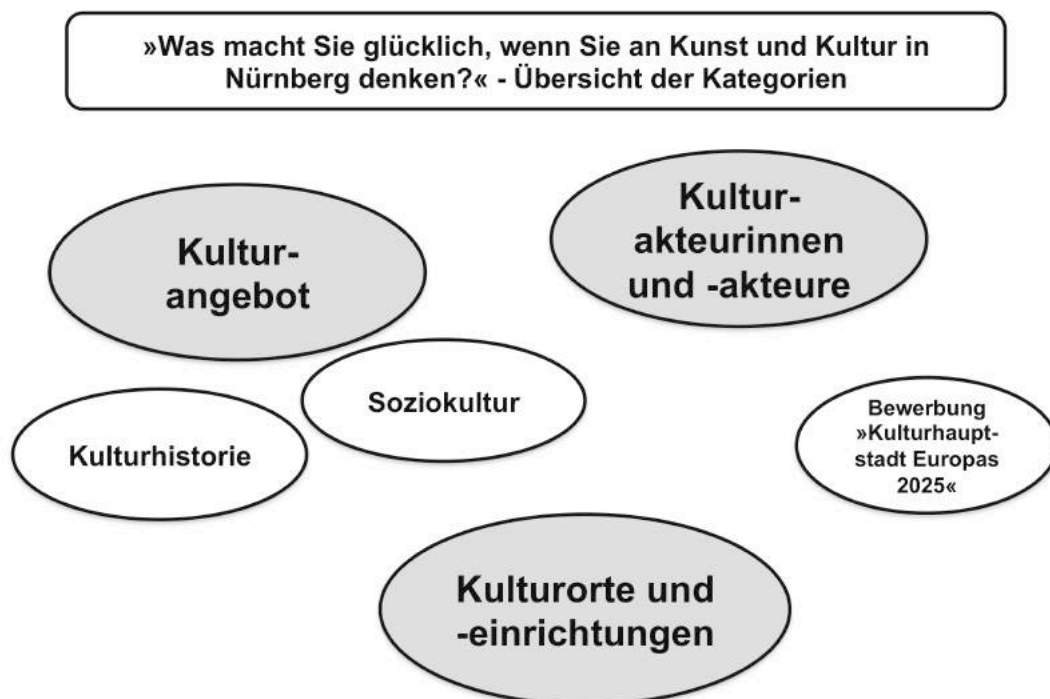 »Was macht Sie glücklich, wenn Sie an Kunst und Kultur in
Nürnberg denken?« - Übersicht der Kategorien
Kultur-
angebot
Kultur-
akteurinnen
und -akteure
Soziokultur
Kulturhistorie
Bewerbung
»Kulturhaupt-
stadt Europas
2025«
Kulturorte und
-einrichtungen